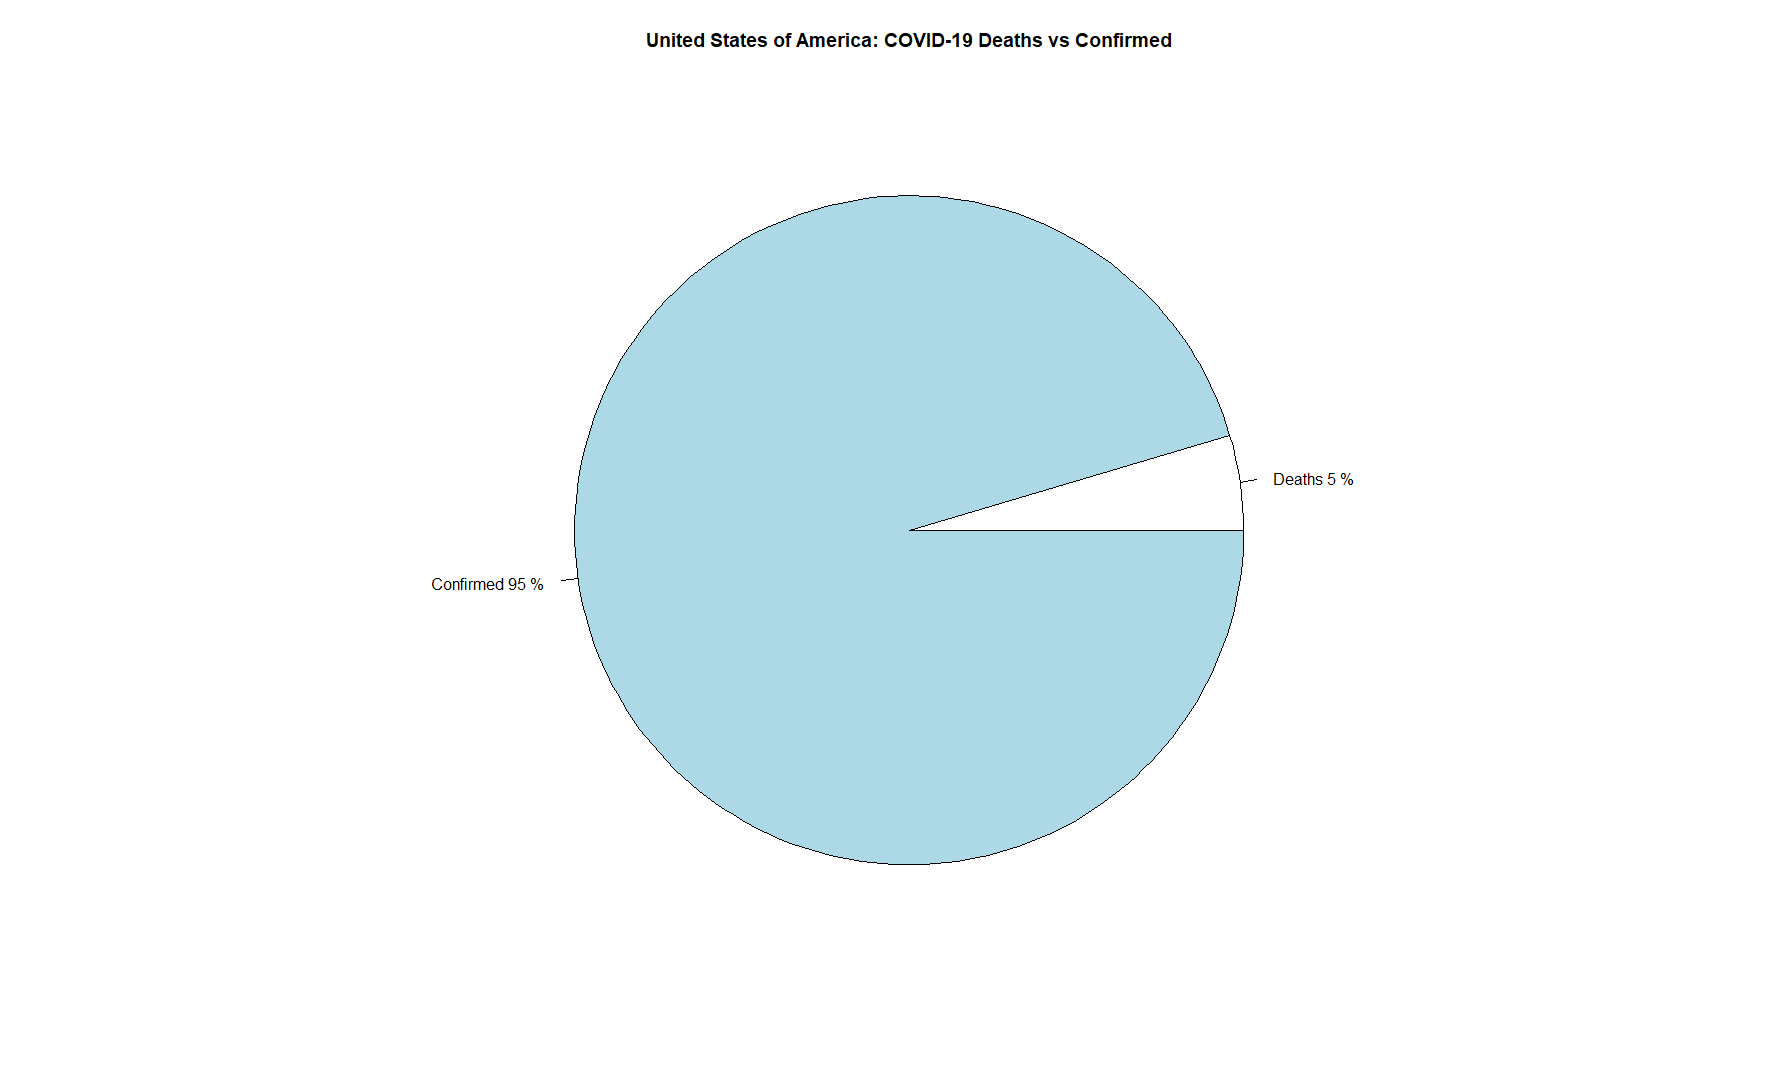 United States of America: COVID-19 Deaths vs Confirmed
Deaths 5 %
Confirmed 95 %